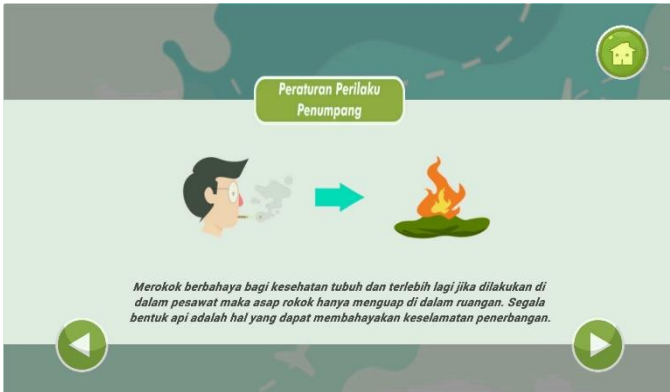 Peraturan Perilaku
Penumpang
Merokok berbahaya bagi kesehatan tubuh dan terlebih lagi jika dilakukan di
dalam pesawat maka asap rokok hanya menguap di dalam ruangan. Segala
bentuk api adalah hal yang dapat membahayakan keselamatan penerbangan.